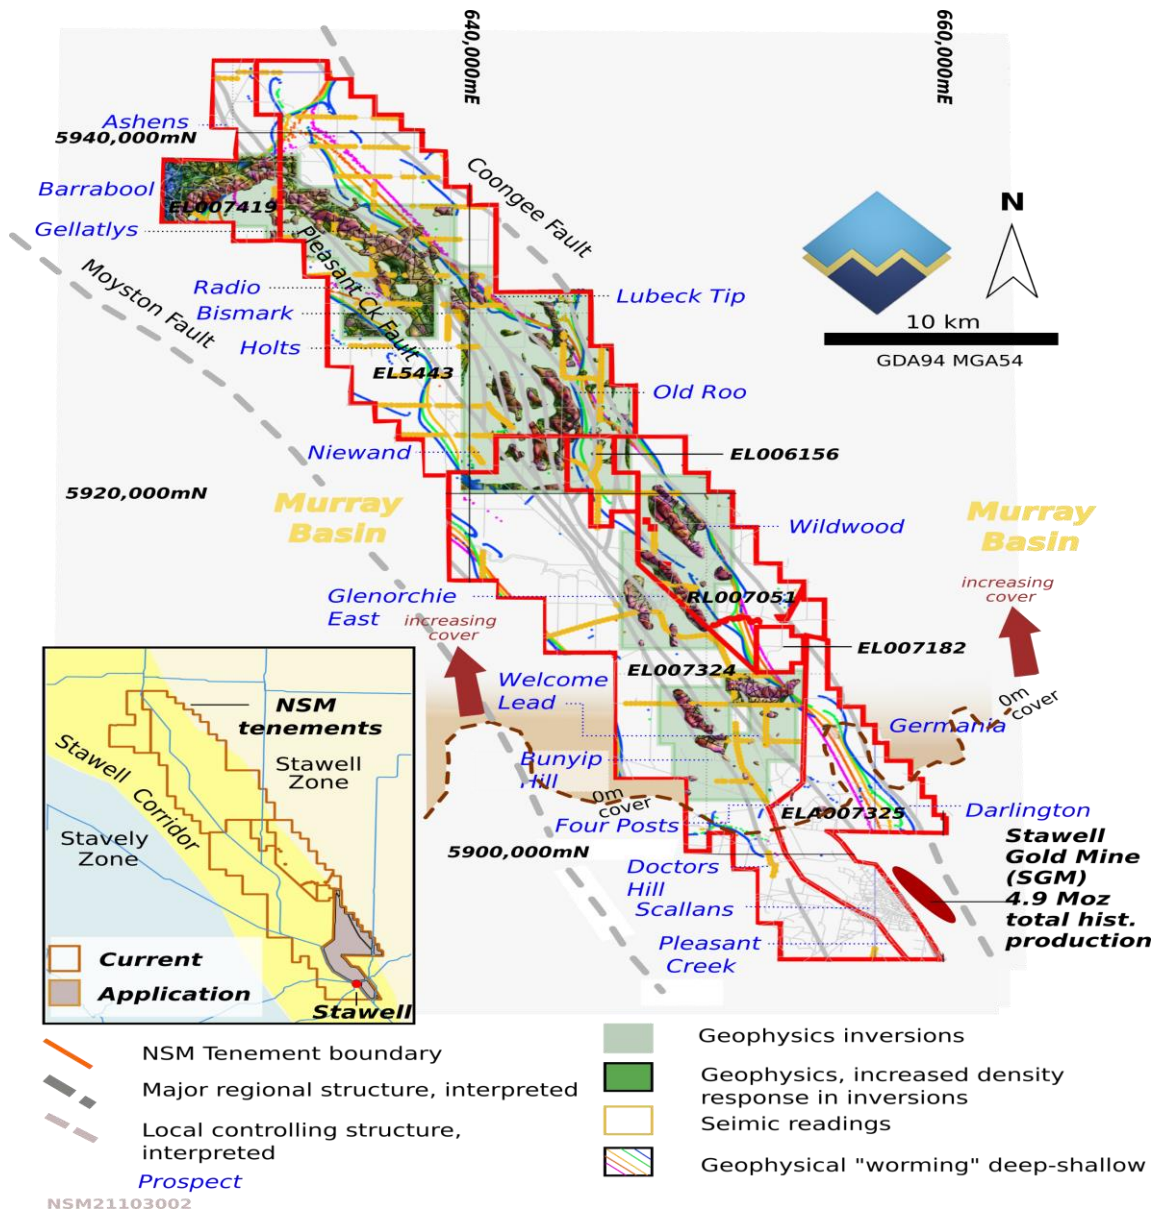 640,000mE
660,000mE
Ashens
5940,000mN
Barrabool
EL007419
Gellatlys
Coongee Fault
N
Moyston Fault
Pleasant Ck Fault
Radio
Bismark
Holts
Lubeck Tip
10 km
GDA94 MGA54
EL5443
Old Roo
Niewand
EL006156
5920,000mN
Murray
Basin
Wildwood
Murray
Basin
increasing
cover
Glenorchie
East
RL007051
increasing
cover
EL007182
EL007324
Welcome
Lead
Germania
0m
cover
Bunyip
Hill
0m
cover
Four Posts
ELA007325
Darlington
5900,000mN
Doctors
Hill
Scallans
Pleasant
Creek
Stawell
Gold Mine
(SGM)
4.9 Moz
total hist.
production
NSM
tenements
Stawell
Zone
Stawell
Corridor
Stavely
Zone
Current
Application
Stawell
NSM Tenement boundary
Major regional structure, interpreted
Local controlling structure,
interpreted
Prospect
Geophysics inversions
Geophysics, increased density
response in inversions
Seimic readings
Geophysical "worming" deep-shallow
NSM21103002